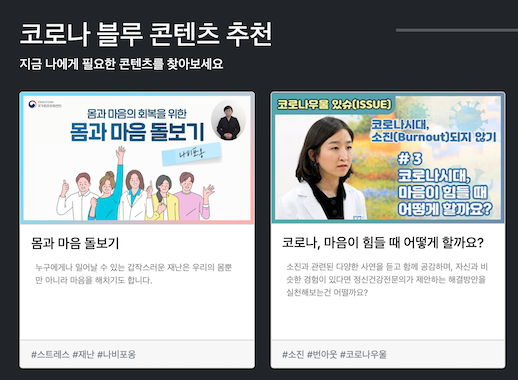 코로나 블루 콘텐츠 추천
지금 나에게 필요한 콘텐츠를 찾아보세요
몸과 마음의 회복을 위한
몸과 마음 돌보기
나비포옹
몸과 마음 돌보기
누구에게나 일어날 수 있는 갑작스러운 재난은 우리의 몸뿐
만 아니라 마음을 해치기도 합니다.
#스트레스 #재난 #나비포옹
코로나우울 있슈(ISSUE)
코로나시대,
소진(Burnout)되지 않기
#3
코로나시대,
마음이 힘들 때
어떻게 할까요?
코로나, 마음이 힘들 때 어떻게 할까요?
소진과 관련된 다양한 사연을 듣고 함께 공감하며, 자신과 비
슷한 경험이 있다면 정신건강전문의가 제안하는 해결방안을
실천해보는건 어떨까요?
#소진 #번아웃 #코로나우울